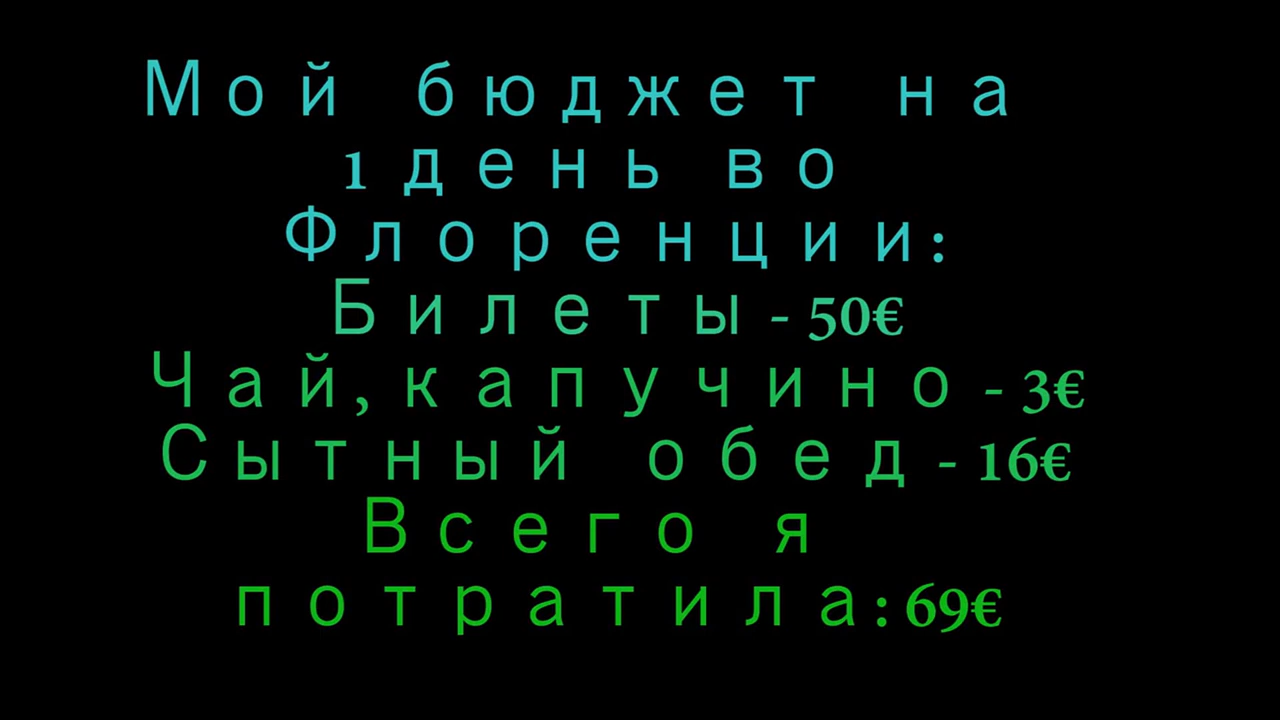 Мой бюджет на
1 день во
Флоренции:
Билеты - 50€
Чай, капучино - 3€
Сытный обед - 16€
Всего я
потратила: 69€